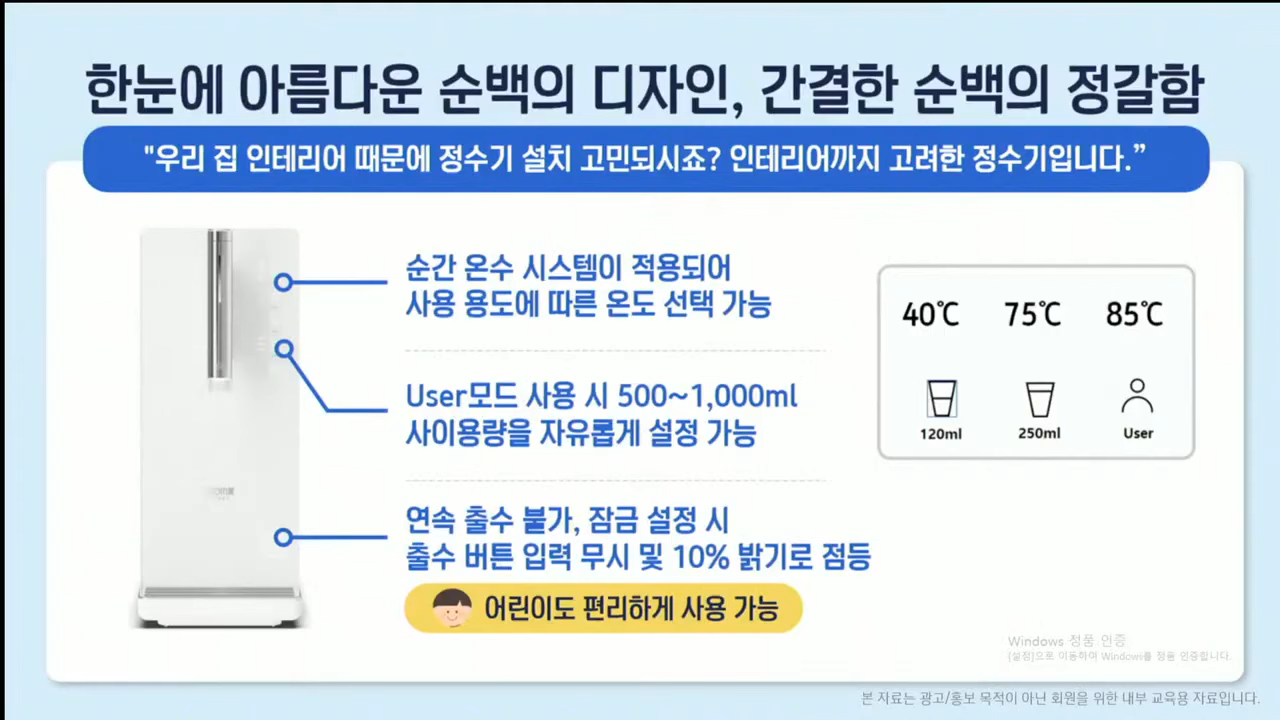 한눈에 아름다운 순백의 디자인, 간결한 순백의 정갈함
"우리 집 인테리어 때문에 정수기 설치 고민되시죠? 인테리어까지 고려한 정수기입니다.”
순간 온수 시스템이 적용되어
사용 용도에 따른 온도 선택 가능
40℃ 75℃ 85℃
120ml 250ml User
User모드 사용 시 500~1,000ml
사이용량을 자유롭게 설정 가능
연속 출수 불가, 잠금 설정 시
출수 버튼 입력 무시 및 10% 밝기로 점등
어린이도 편리하게 사용 가능
Windows 정품 인증
[설정]으로 이동하여 Windows를 정품 인증합니다.
본 자료는 광고/홍보 목적이 아닌 회원을 위한 내부 교육용 자료입니다.